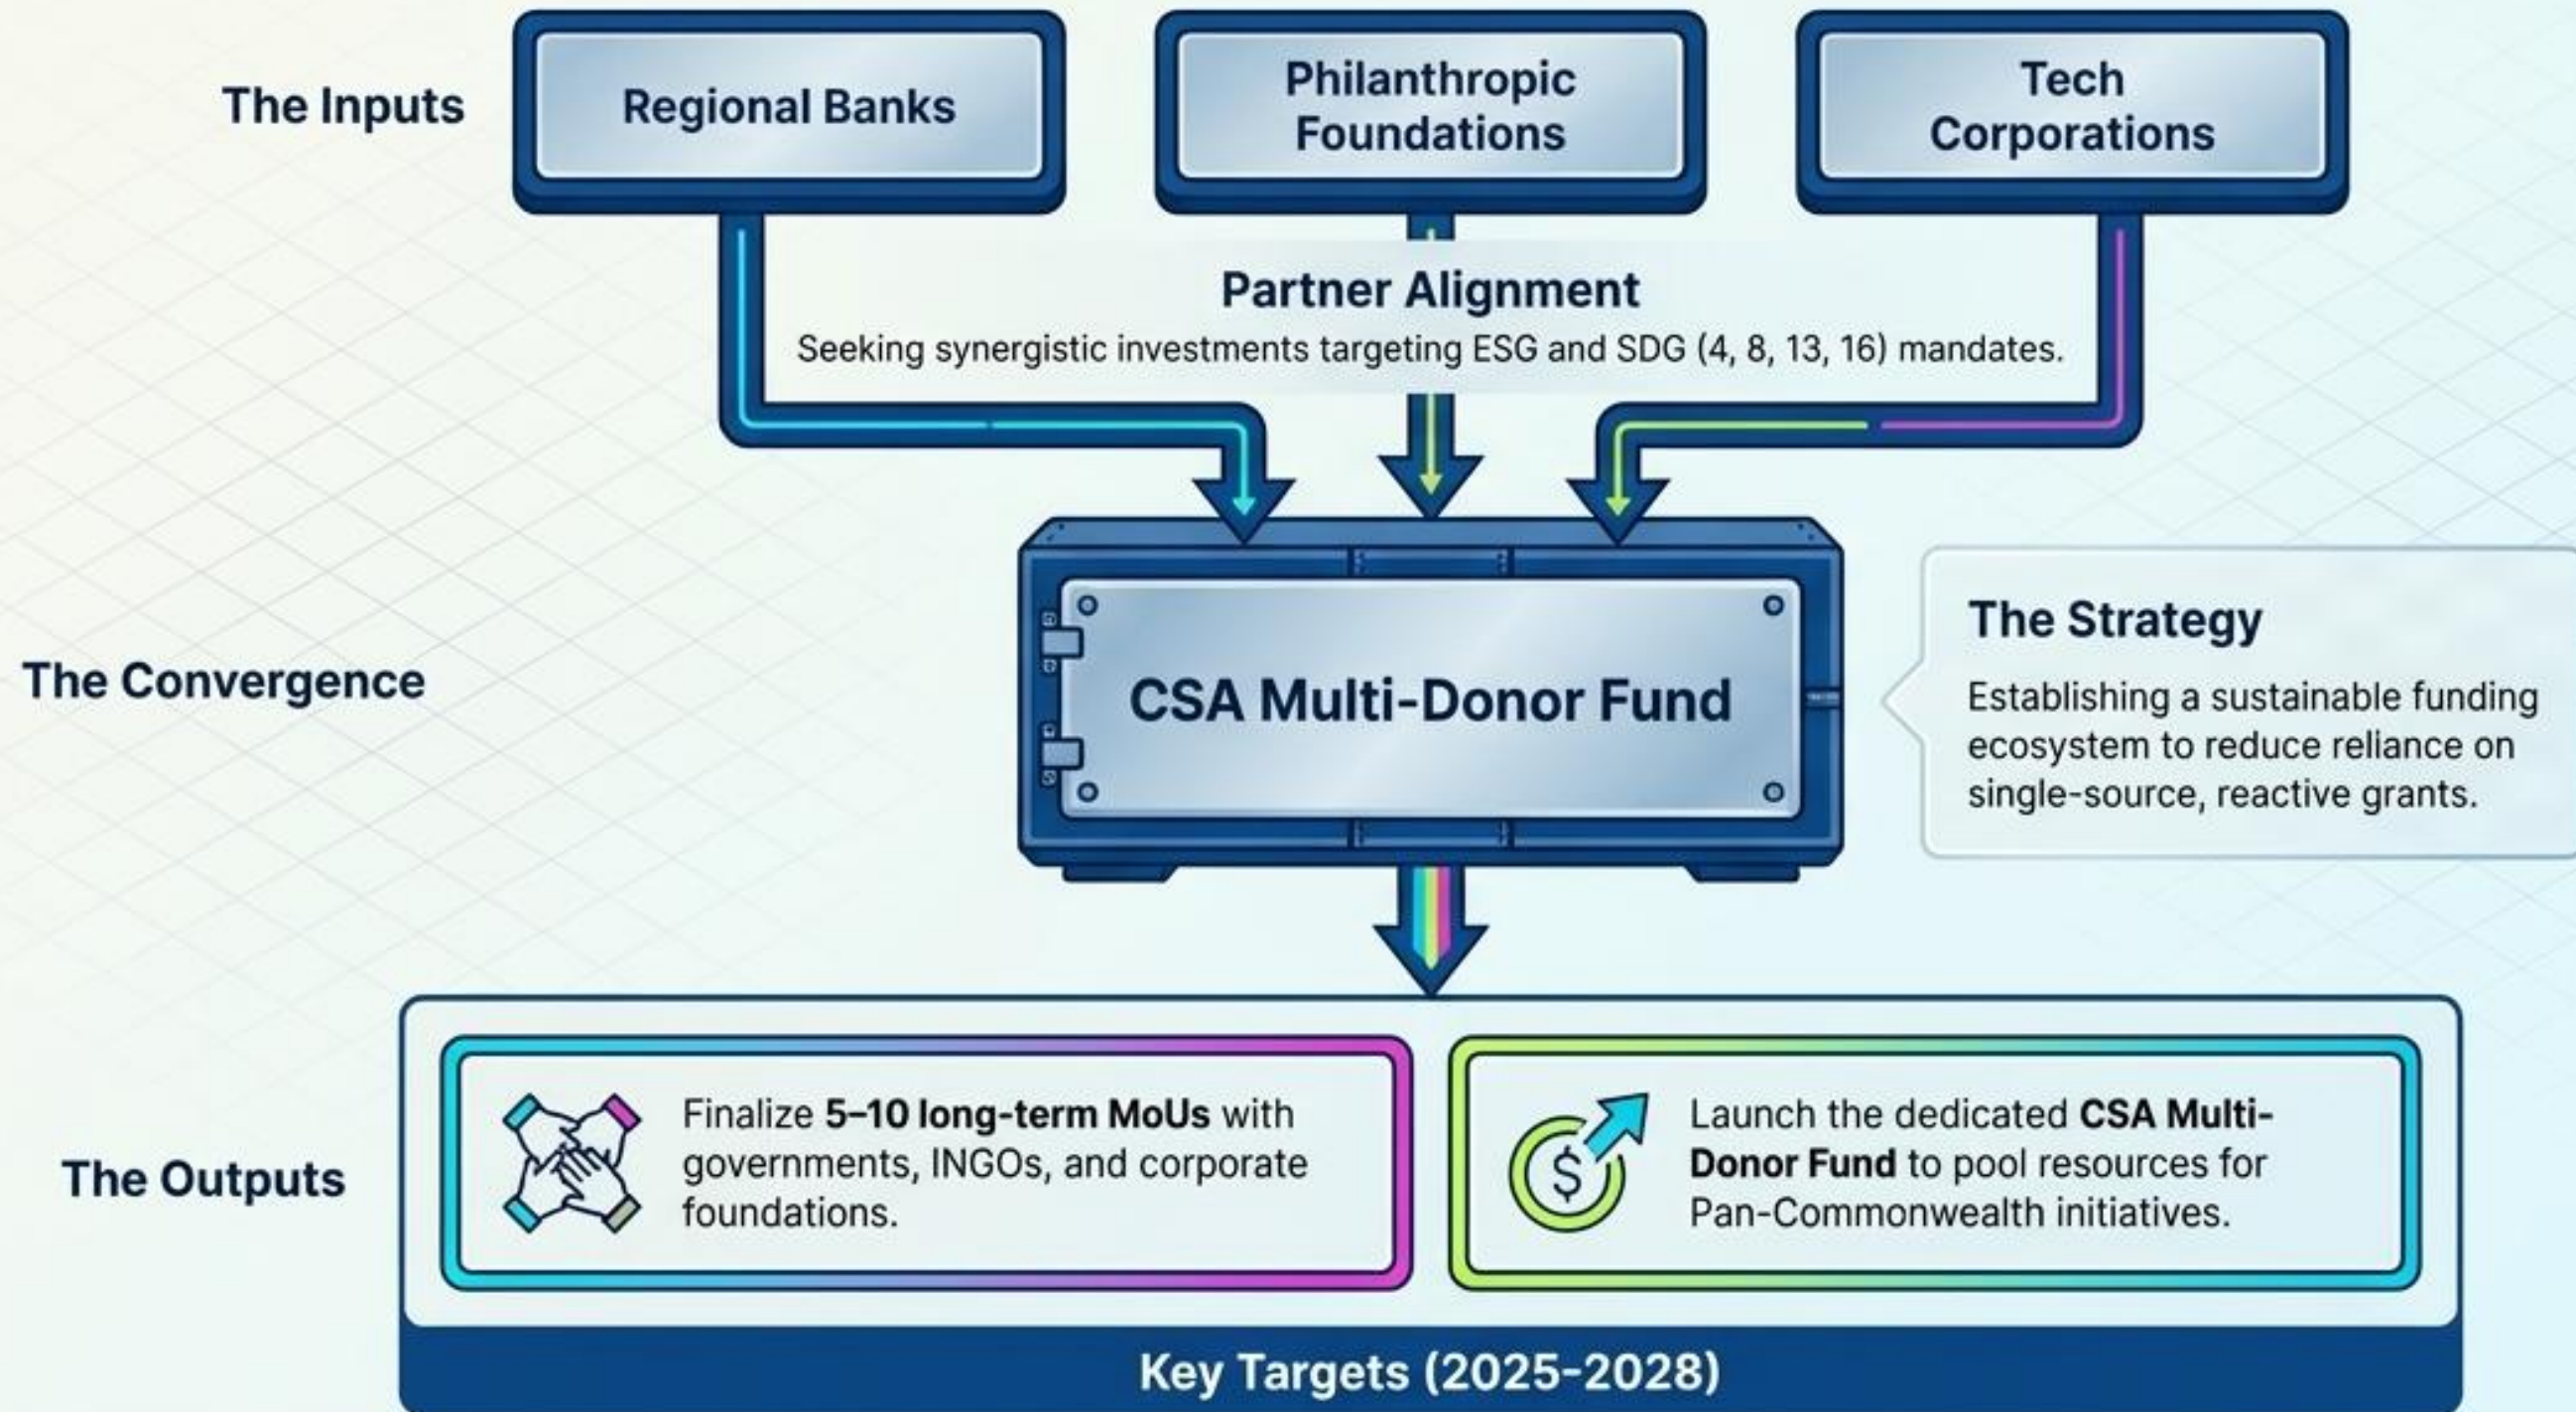 The Inputs
Regional Banks
Philanthropic
Foundations
Tech
Corporations
Partner Alignment
Seeking synergistic investments targeting ESG and SDG (4, 8, 13, 16) mandates.
The Convergence
CSA Multi-Donor Fund
The Strategy
Establishing a sustainable funding
ecosystem to reduce reliance on
single-source, reactive grants.
The Outputs
Finalize 5–10 long-term MoUs with
governments, INGOs, and corporate
foundations.
$
Launch the dedicated CSA Multi-
Donor Fund to pool resources for
Pan-Commonwealth initiatives.
Key Targets (2025-2028)